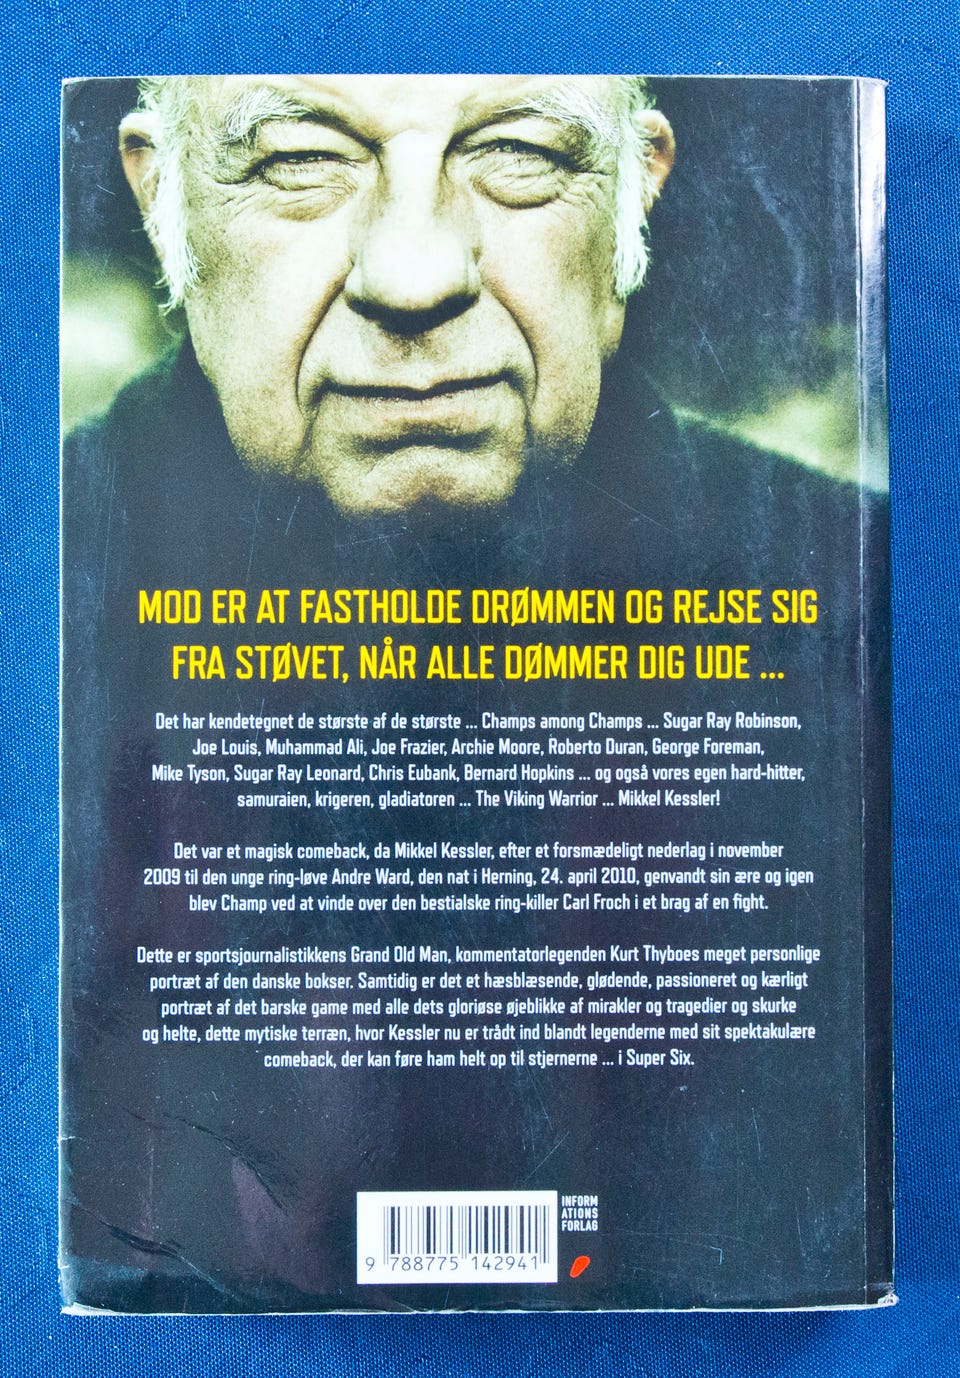 MOD ER AT FASTHOLDE DRØMMEN OG REJSE SIG
FRA STØVET, NÅR ALLE DØMMER DIG UDE ...
Det har kendetegnet de største af de største ... Champs among Champs ... Sugar Ray Robinson,
Joe Louis, Muhammad Ali, Joe Frazier, Archie Moore, Roberto Duran, George Foreman,
Mike Tyson, Sugar Ray Leonard, Chris Eubank, Bernard Hopkins ... og også vores egen hard-hitter,
samuraien, krigeren, gladiatoren ... The Viking Warrior ... Mikkel Kessler!
Det var et magisk comeback, da Mikkel Kessler, efter et forsmædeligt nederlag i november
2009 til den unge ring-løve Andre Ward, den nat i Herning, 24. april 2010, genvandt sin ære og igen
blev Champ ved at vinde over den bestialske ring-killer Carl Froch i et brag af en fight.
Dette er sportsjournalistikkens Grand Old Man, kommentatorlegenden Kurt Thyboes meget personlige
portræt af den danske bokser. Samtidig er det et hæsblæsende, glødende, passioneret og kærligt
portræt af det barske game med alle dets gloriøse øjeblikke af mirakler og tragedier og skurke
og helte, dette mytiske terræn, hvor Kessler nu er trådt ind blandt legenderne med sit spektakulære
comeback, der kan føre ham helt op til stjernerne ... i Super Six.
INFORM
ATIONS
FORLAG
9 788775 142941